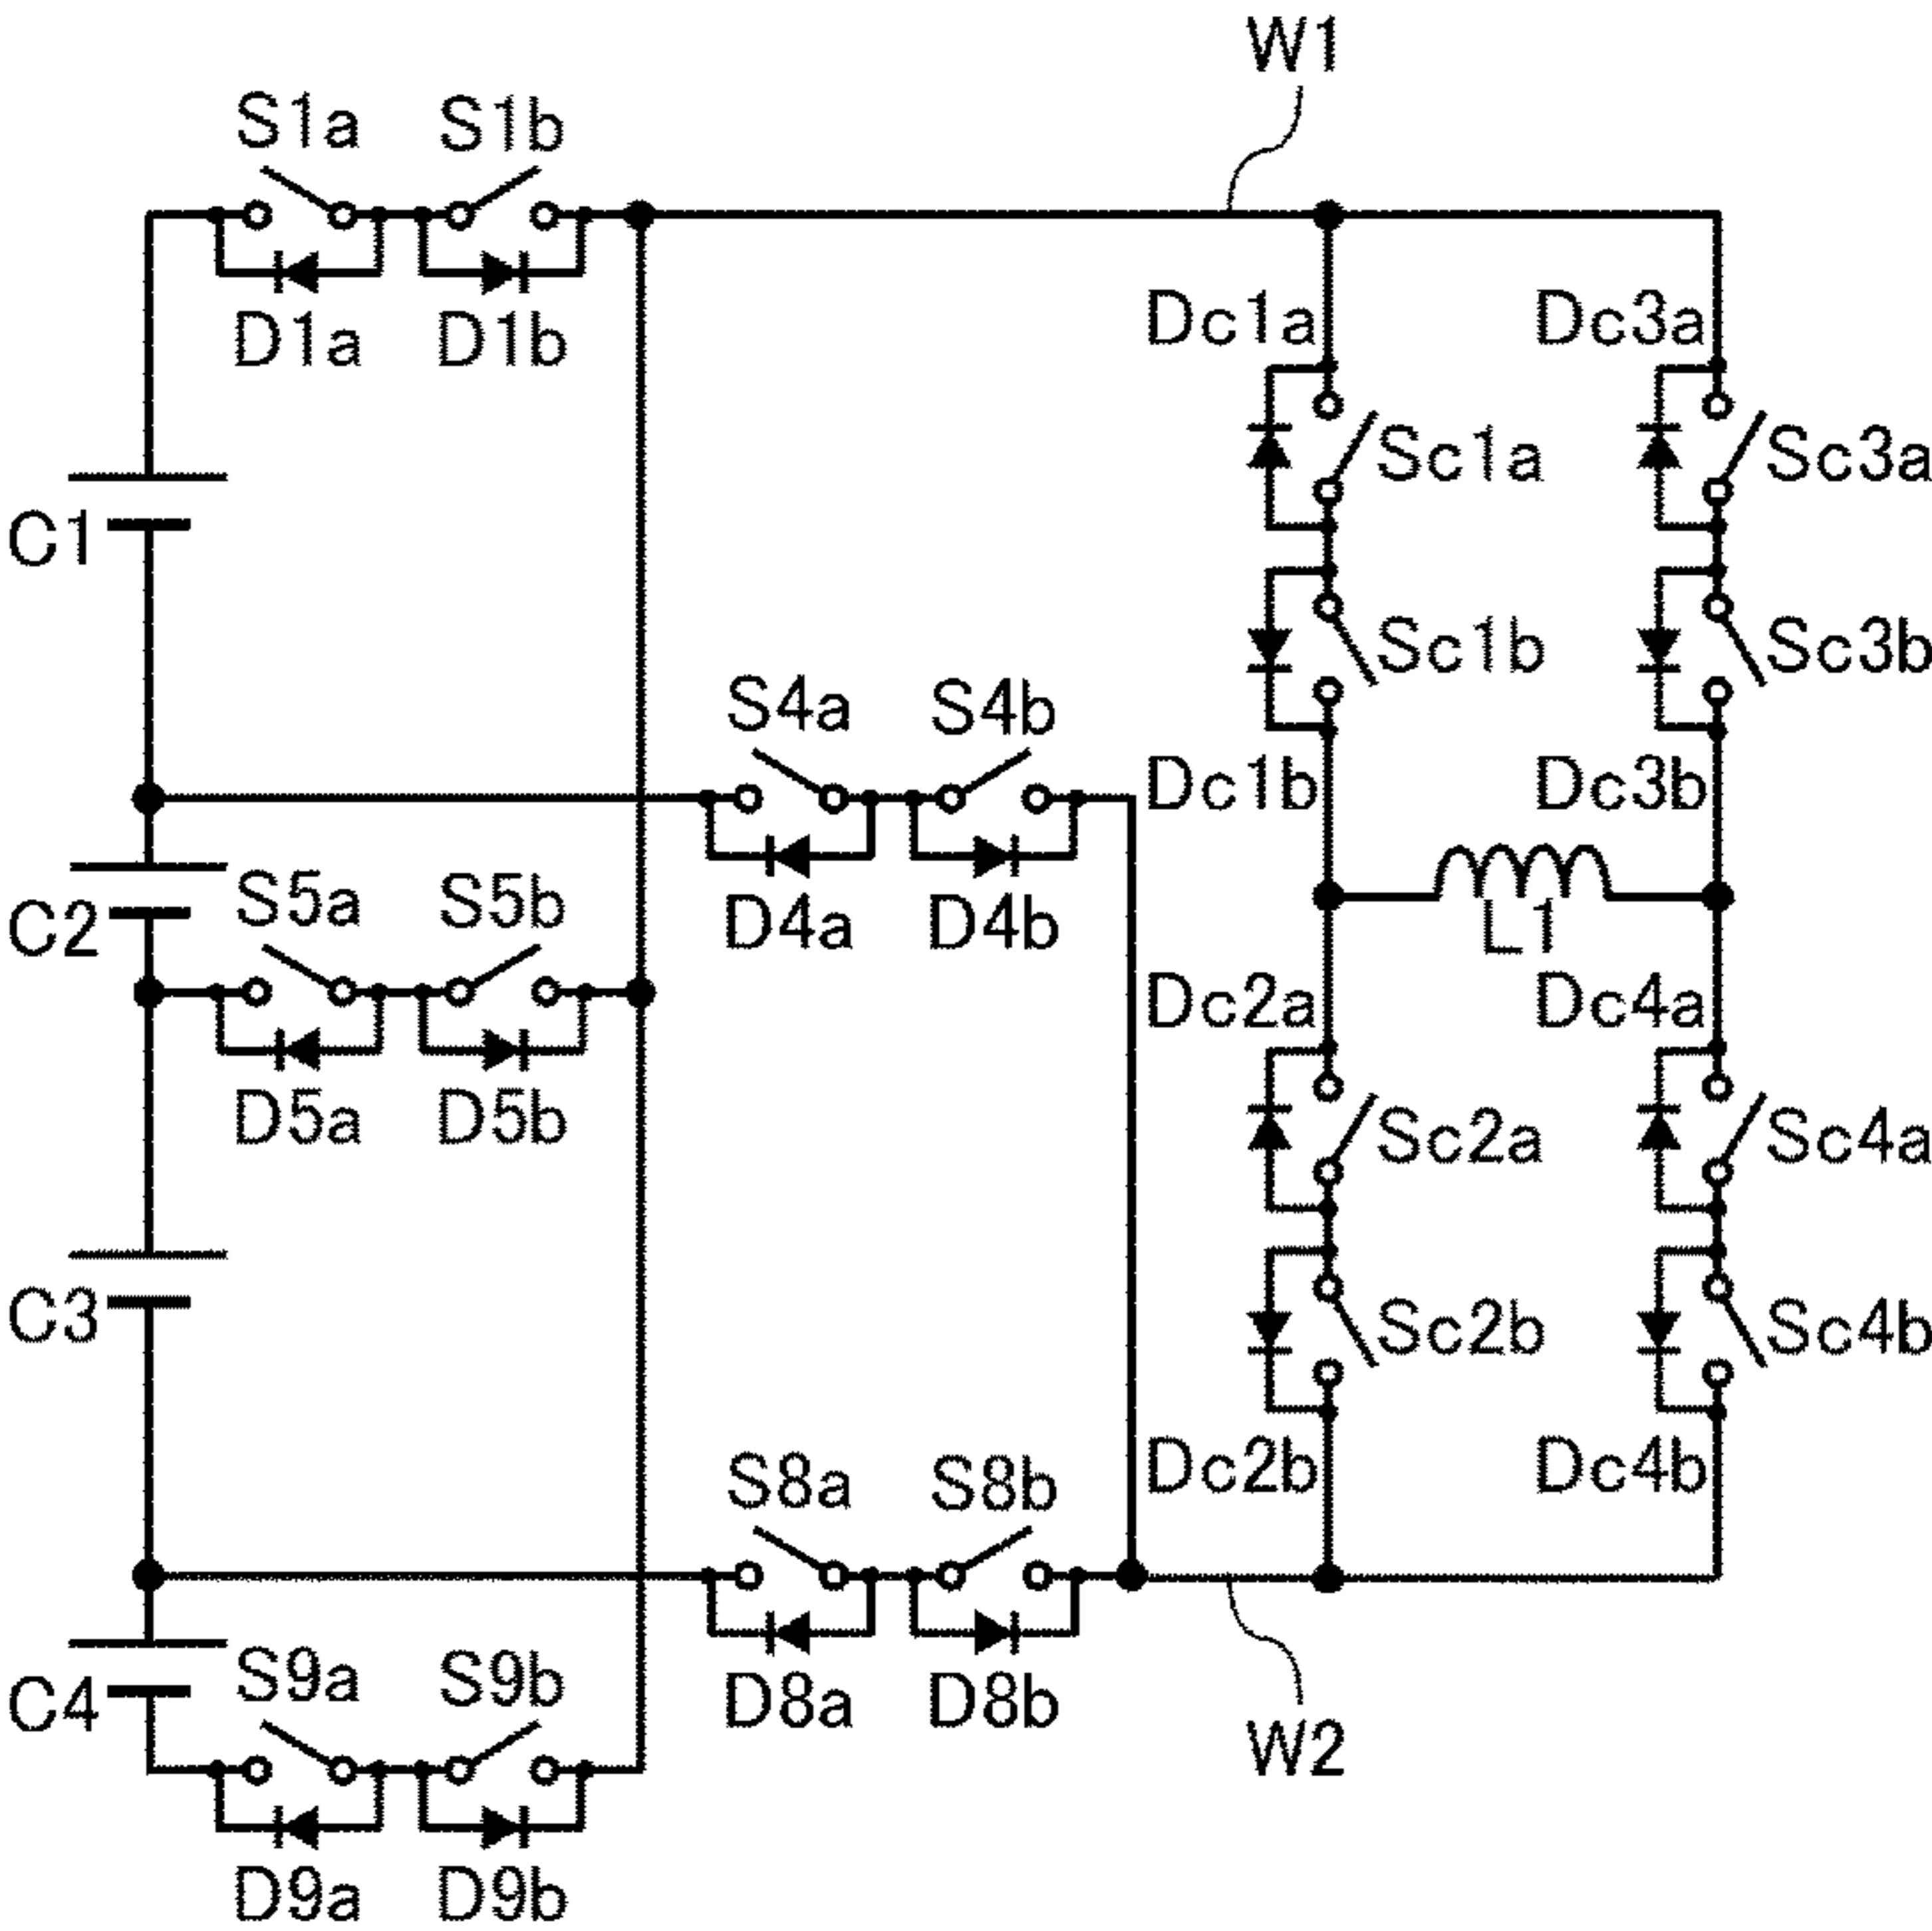 W1
S1a S1b
D1a D1b
Dc1a Dc3a
Sc1a Sc3a
C1
Sc1b Sc3b
S4a S4b
Dc1b Dc3b
S5a S5b
C2
D4a D4b
L1
Dc2a Dc4a
D5a D5b
Sc2a Sc4a
C3
Sc2b Sc4b
Dc2b Dc4b
S8a S8b
S9a S9b
C4
D8a D8b
W2
D9a D9b